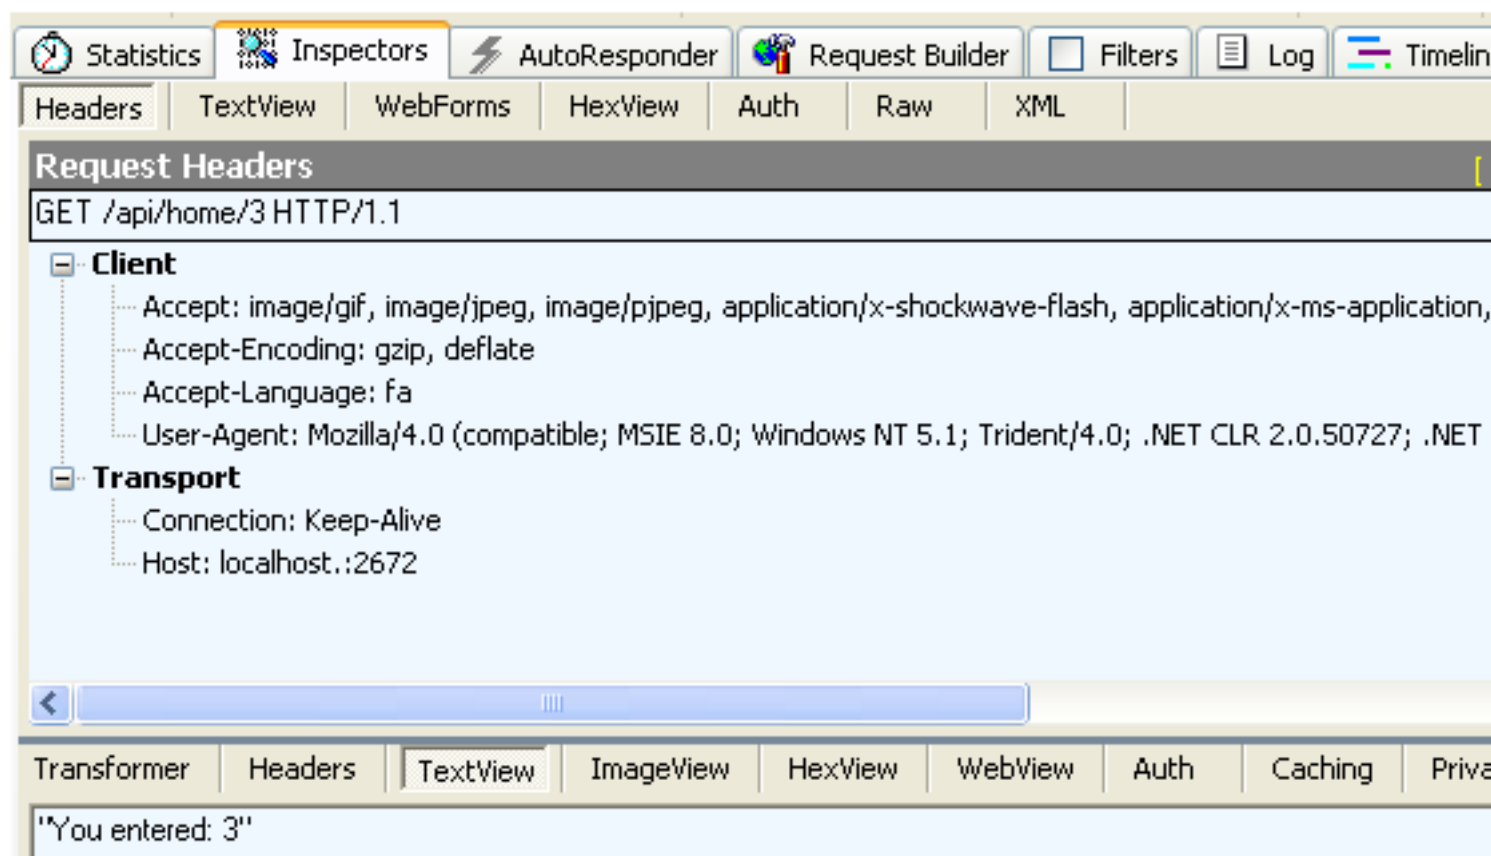 Statistics Inspectors AutoResponder Request Builder Filters Log Timelin
Headers TextView WebForms HexView Auth Raw XML
Request Headers [
GET /api/home/3 HTTP/1.1
Client
Accept: image/gif, image/jpeg, image/pjpeg, application/x-shockwave-flash, application/x-ms-application,
Accept-Encoding: gzip, deflate
Accept-Language: fa
User-Agent: Mozilla/4.0 (compatible; MSIE 8.0; Windows NT 5.1; Trident/4.0; .NET CLR 2.0.50727; .NET
Transport
Connection: Keep-Alive
Host: localhost.:2672
Transformer Headers TextView ImageView HexView WebView Auth Caching Priva
"You entered: 3"